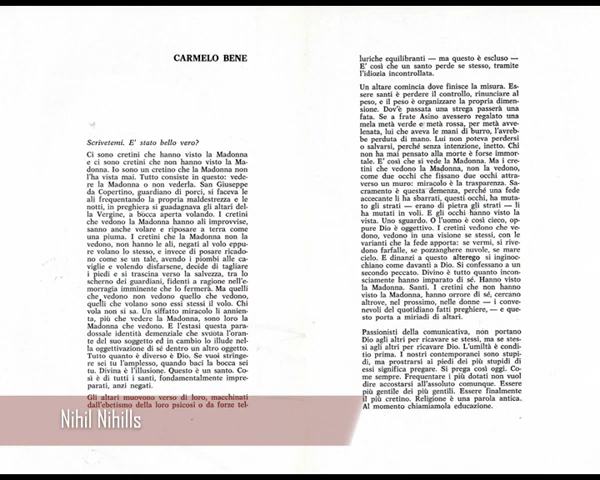 CARMELO BENE
Scrivetemi. E' stato bello vero?
Ci sono cretini che hanno visto la Madonna
e ci sono cretini che non hanno visto la Ma-
donna. Io sono un cretino che la Madonna non
l'ha vista mai. Tutto consiste in questo: vede-
re la Madonna o non vederla. San Giuseppe
da Copertino, guardiano di porci, si faceva le
ali frequentando la propria maldestrezza e le
notti, in preghiera si guadagnava gli altari del-
la Vergine, a bocca aperta volando. I cretini
che vedono la Madonna hanno ali improvvise,
sanno anche volare e riposare a terra come
una piuma. I cretini che la Madonna non la
vedono, non hanno le ali, negati al volo eppu-
re volano lo stesso, e invece di posare ricado-
no come se un tale, avendo i piombi alle ca-
viglie e volendo disfarsene, decide di tagliare
i piedi e si trascina verso la salvezza, tra lo
scherno dei guardiani, fidenti a ragione nell'e-
morragia imminente che lo fermerà. Ma quelli
che vedono non vedono quello che vedono,
quelli che volano sono essi stessi il volo. Chi
vola non si sa. Un siffatto miracolo li annien-
ta, più che vedere la Madonna, sono loro la
Madonna che vedono. E l'estasi questa para-
dossale identità demenziale che svuota l'oran-
te del suo soggetto ed in cambio lo illude nel-
la oggettivazione di sè dentro un altro oggetto.
Tutto quanto è diverso è Dio. Se vuoi stringe-
re sei tu l'amplesso, quando baci la bocca sei
tu. Divina è l'illusione. Questo è un santo. Co-
sì è di tutti i santi, fondamentalmente impre-
parati, anzi negati.
Gli altari muovono verso di loro, macchinati
dall'ebetismo della loro psicosi o da forze tel-
luriche equilibranti — ma questo è escluso —
E' così che un santo perde se stesso, tramite
l'idiozia incontrollata.
Un altare comincia dove finisce la misura. Es-
sere santi è perdere il controllo, rinunciare al
peso, e il peso è organizzare la propria dimen-
sione. Dov'è passata una strega passerà una
fata. Se a frate Asino avessero regalato una
mela metà verde e metà rossa, per metà avve-
lenata, lui che aveva le mani di burro, l'avreb-
be perduta di mano. Lui non poteva perdersi
o salvarsi, perché senza intenzione, inetto. Chi
non ha mai pensato alla morte è forse immor-
tale. E' così che si vede la Madonna. Ma i cre-
tini che vedono la Madonna, non la vedono,
come due occhi che fissano due occhi attra-
verso un muro: miracolo è la trasparenza. Sa-
cramento è questa demenza, perché una fede
accecante li ha sbarrati, questi occhi, ha muta-
to gli strati — erano di pietra gli strati — li
ha mutati in voli. E gli occhi hanno visto la
vista. Uno sguardo. O l'uomo è così cieco, op-
pure Dio è oggettivo. I cretini vedono che ve-
dono, vedono in una visione se stessi, con le
varianti che la fede apporta: se vermi, si rive-
dono farfalle, se pozzanghere nuvole, se mare
cielo. E dinanzi a questo alterego si inginoc-
chiano come davanti a Dio. Si confessano a un
secondo peccato. Divino è tutto quanto incon-
sciamente hanno imparato di sè. Hanno visto
la Madonna. Santi. I cretini che non hanno
visto la Madonna, hanno orrore di sé, cercano
altrove, nel prossimo, nelle donne — i conve-
nevoli del quotidiano fatti preghiere, — e que-
sto porta a miriadi di altari.
Passionisti della comunicativa, non portano
Dio agli altri per ricavare se stessi, ma se stes-
si agli altri per ricavare Dio. L'umiltà è condi-
tio prima. I nostri contemporanei sono stupi-
di, ma prostrarsi ai piedi dei più stupidi di
essi significa pregare. Si prega così oggi. Co-
me sempre. Frequentare i più dotati non vuol
dire accostarsi all'assoluto comunque. Essere
più gentile dei più gentili. Essere finalmente
il più cretino. Religione è una parola antica.
Al momento chiamiamola educazione.
Nihil Nihills